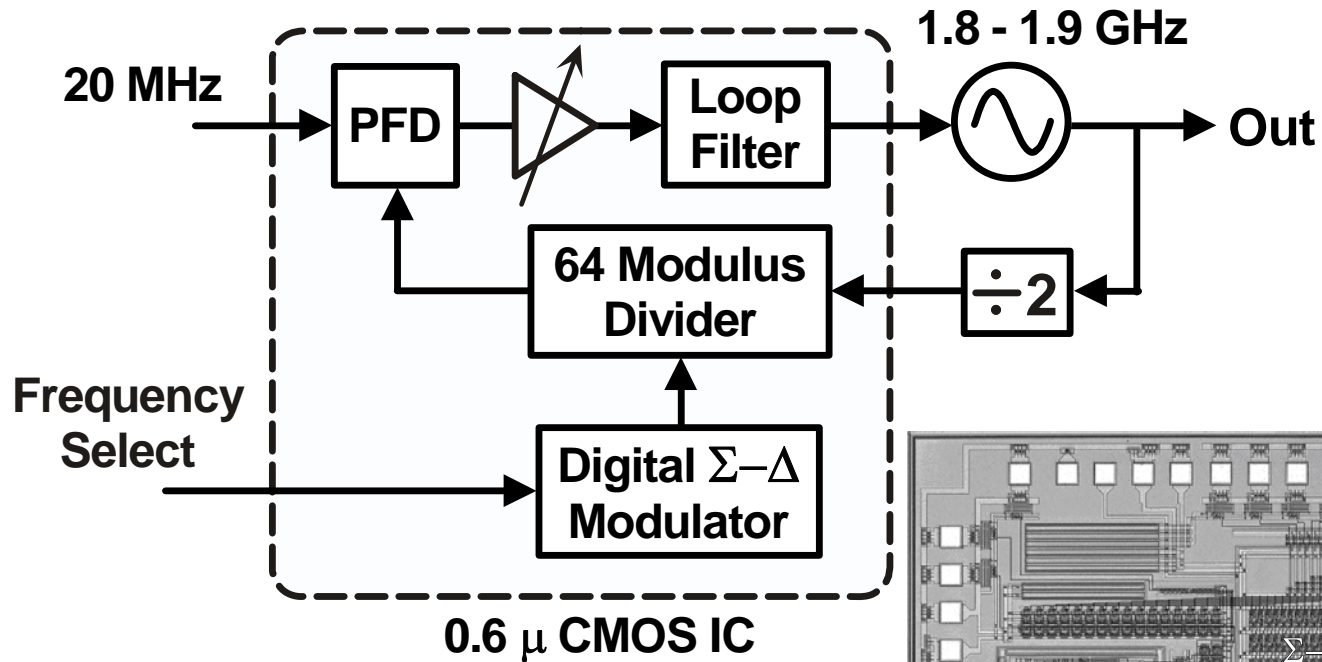 1.8 - 1.9 GHz
20 MHz
PFD
Loop
Filter
Out
64 Modulus
Divider
÷2
Frequency
Select
Digital Σ–Δ
Modulator
0.6 μ CMOS IC
Σ–